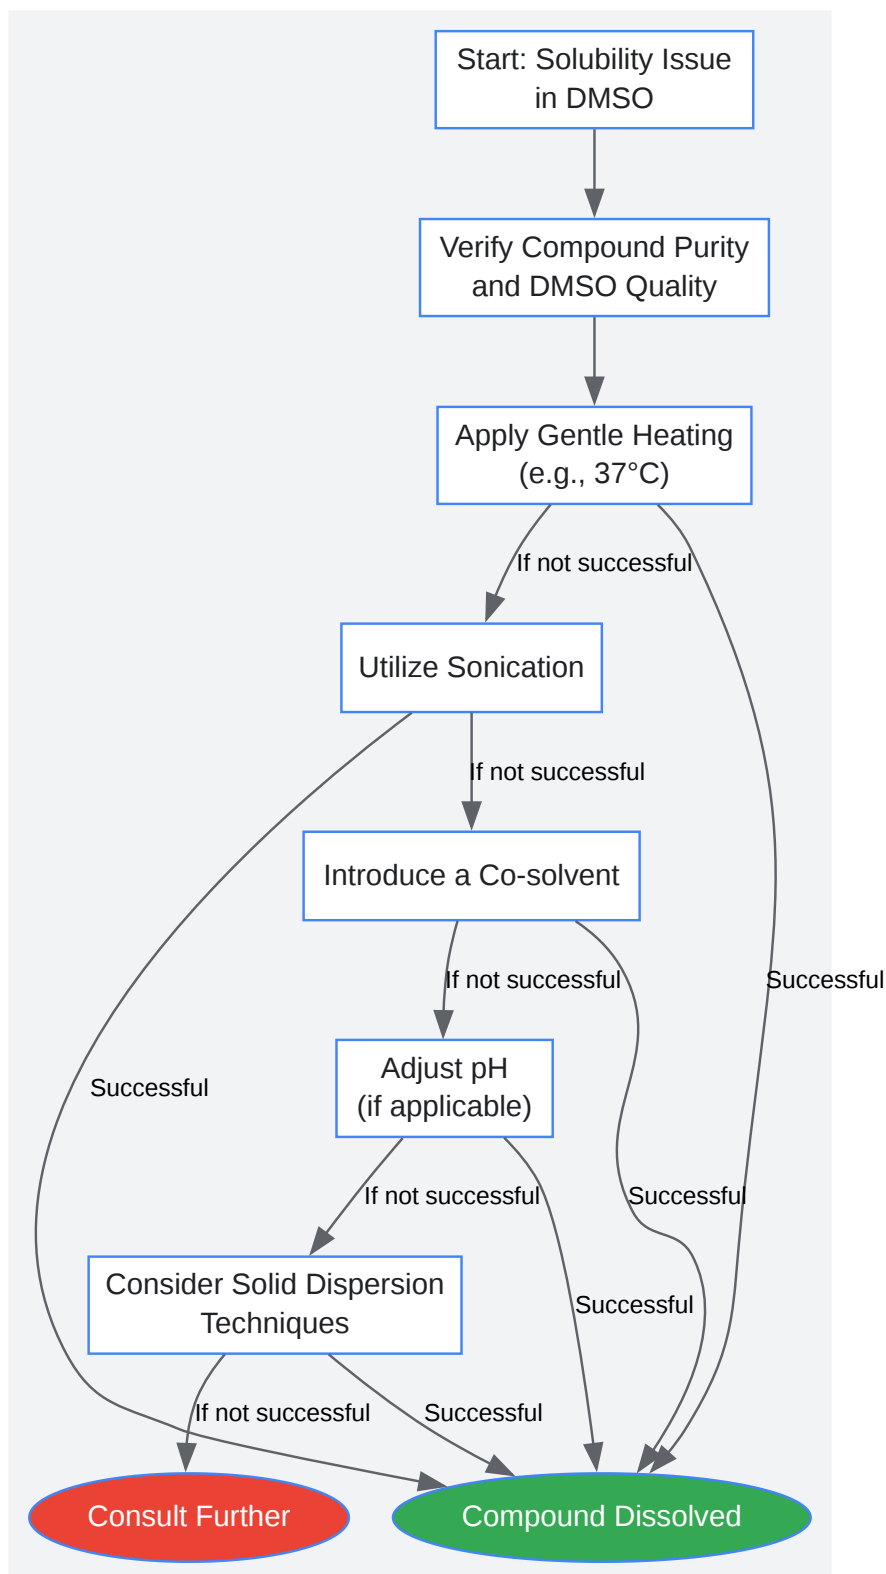 Start: Solubility Issue
in DMSO
Verify Compound Purity
and DMSO Quality
Apply Gentle Heating
(e.g., 37°C)
If not successful
Utilize Sonication
If not successful
Introduce a Co-solvent
If not successful
Successful
Adjust pH
(if applicable)
Successful
If not successful
Successful
Consider Solid Dispersion
Techniques
Successful
If not successful
Successful
Consult Further
Compound Dissolved